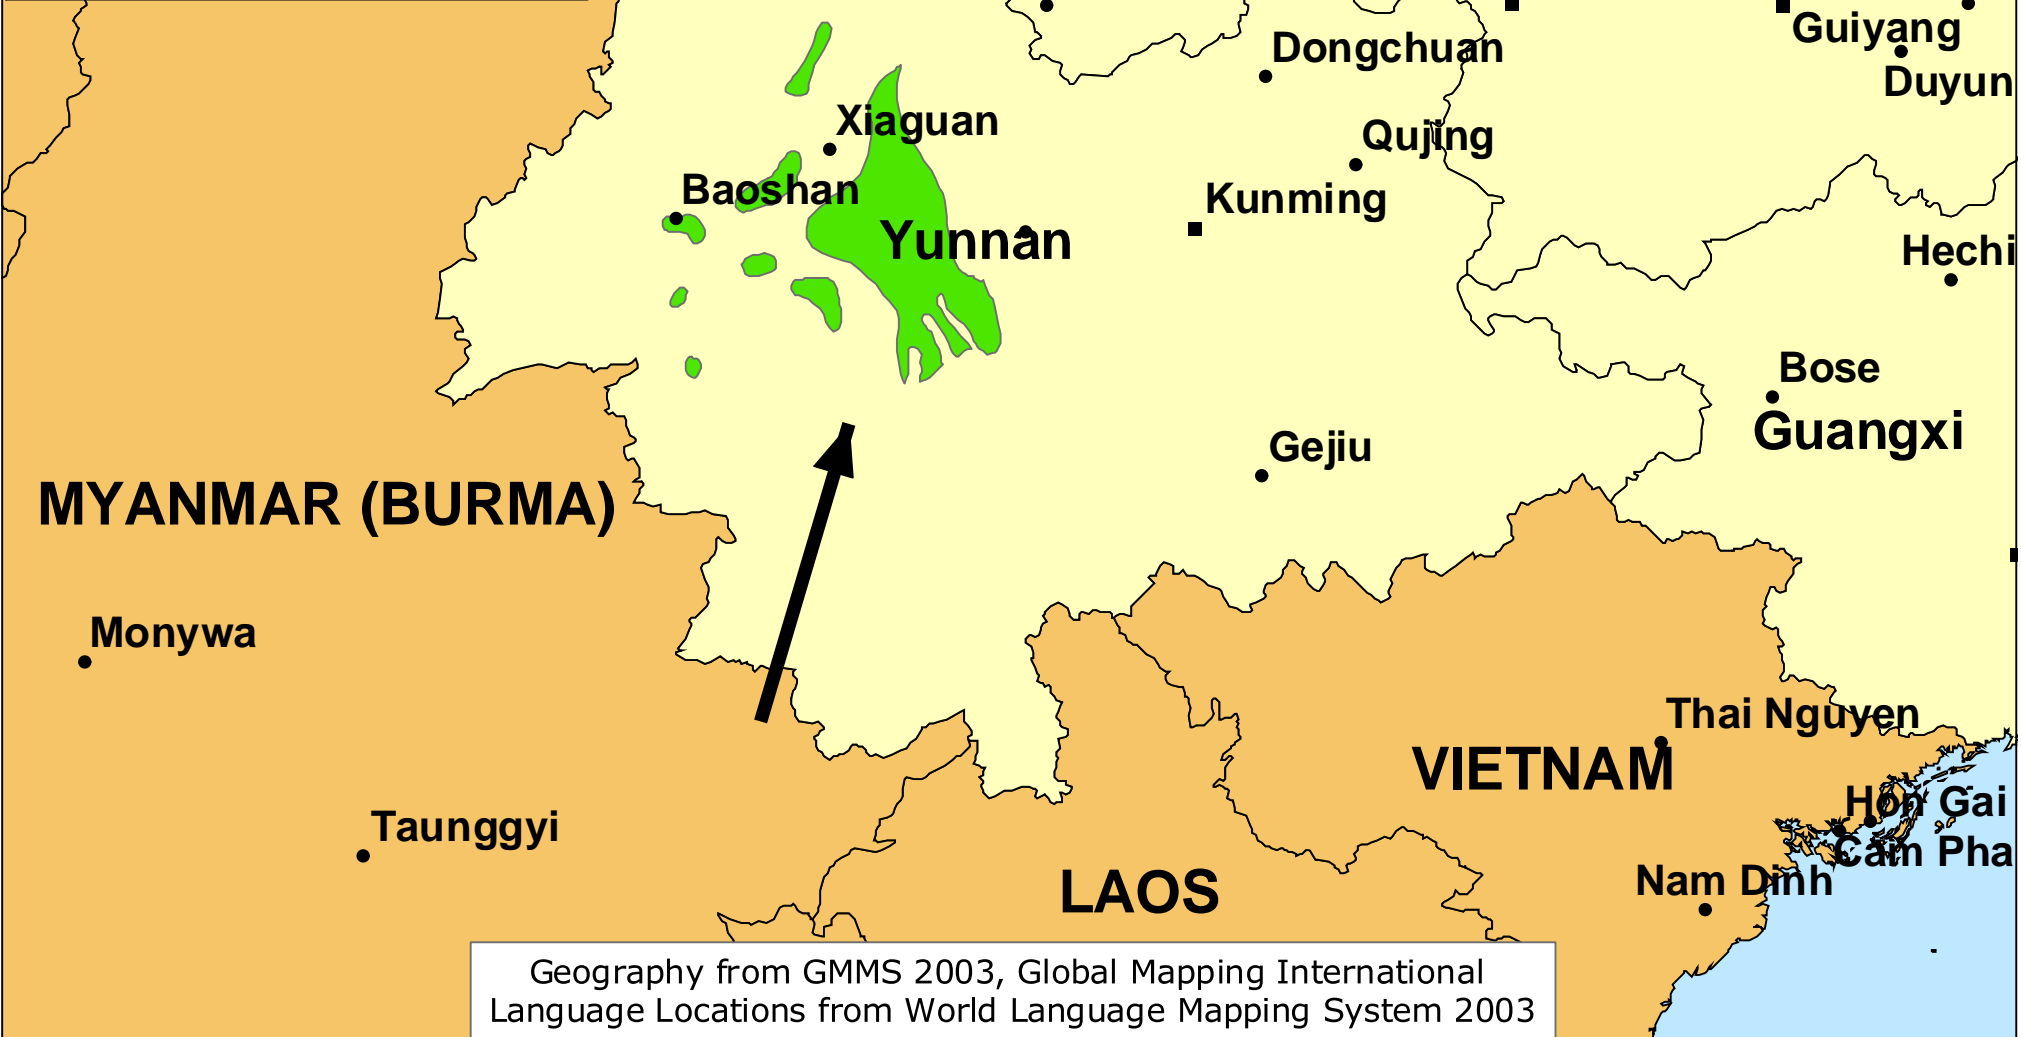 Dongchuan
Guiyang
Duyun
Xiaguan
Qujing
Baoshan
Kunming
Yunnan
Hechi
Bose
Guangxi
Gejiu
MYANMAR (BURMA)
Monywa
Thai Nguyen
VIETNAM
Hon Gai
Taunggyi
Cam Pha
LAOS
Nam Dinh
Geography from GMMS 2003, Global Mapping International
Language Locations from World Language Mapping System 2003